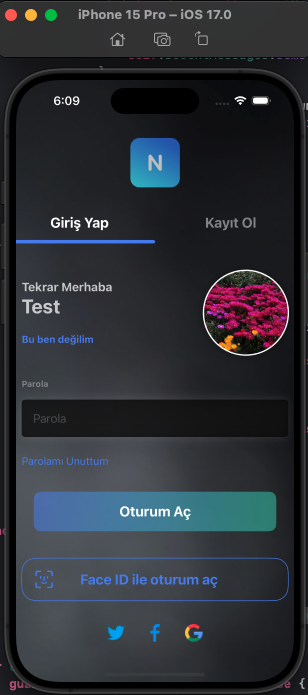 iPhone 15 Pro – iOS 17.0
6:09
N
Giriş Yap
Kayıt Ol
Tekrar Merhaba
Test
Bu ben değilim
Parola
Parola
Parolamı Unuttum
Oturum Aç
Face ID ile oturum aç